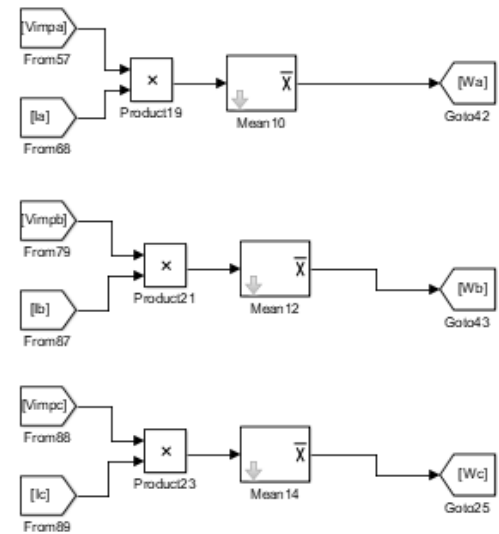 [Vimpa]
From57
[Ia]
From68
×
Product19
x
Mean10
[Wa]
Goto42
[Vimpb]
From79
[Ib]
From87
×
Product21
x
Mean12
[Wb]
Goto43
[Vimpc]
From88
[Ic]
From89
×
Product23
x
Mean14
[Wc]
Goto25